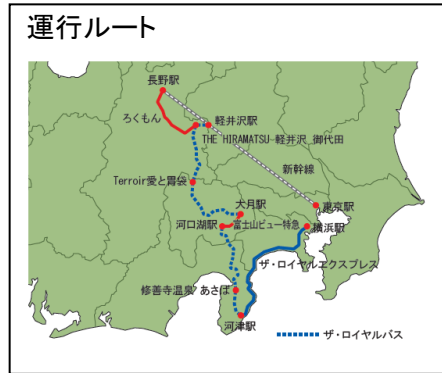 運行ルート
長野駅
ろくもん
軽井沢駅
THE HIRAMATSU 軽井沢 御代田
新幹線
Terroir愛と胃袋
大月駅
東京駅
河口湖駅
富士山ビュー特急
横浜駅
ザ・ロイヤルエクスプレス
修善寺温泉 あさば
河津駅
ザ・ロイヤルバス